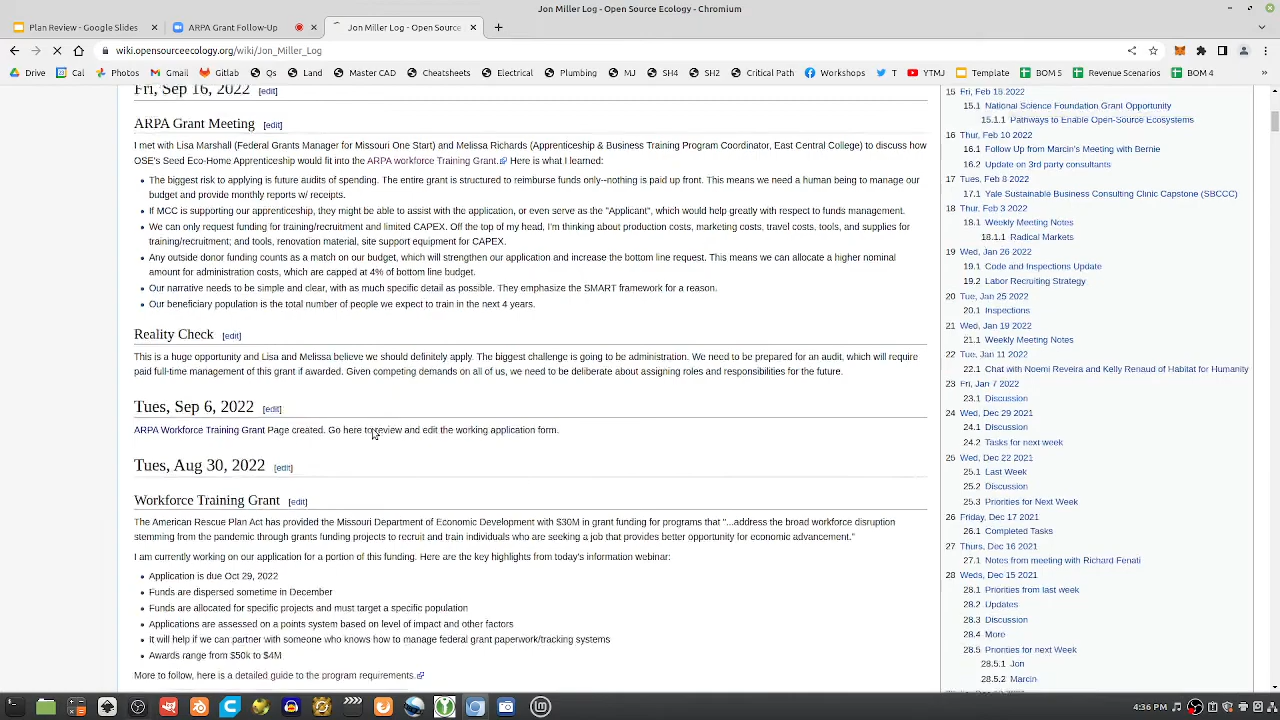 Jon Miller Log - Open Source Ecology - Chromium
Plan Review - Google Slides
ARPA Grant Follow-Up
Jon Miller Log - Open Source
wiki.opensourceecology.org/wiki/Jon_Miller_Log
Drive
Cal
Photos
Gmail
Gitlab
Qs
Land
Master CAD
Cheatsheets
Electrical
Plumbing
MJ
SH4
SH2
Critical Path
Workshops
T
YTMJ
Template
BOM 5
Revenue Scenarios
BOM 4
»
Fri, Sep 16, 2022 [edit]
ARPA Grant Meeting [edit]
I met with Lisa Marshall (Federal Grants Manager for Missouri One Start) and Melissa Richards (Apprenticeship & Business Training Program Coordinator, East Central College) to discuss how
OSE's Seed Eco-Home Apprenticeship would fit into the ARPA workforce Training Grant. Here is what I learned:
The biggest risk to applying is future audits of spending. The entire grant is structured to reimburse funds only--nothing is paid up front. This means we need a human being to manage our
budget and provide monthly reports w/ receipts.
If MCC is supporting our apprenticeship, they might be able to assist with the application, or even serve as the "Applicant", which would help greatly with respect to funds management.
We can only request funding for training/recruitment and limited CAPEX. Off the top of my head, I'm thinking about production costs, marketing costs, travel costs, tools, and supplies for
training/recruitment; and tools, renovation material/site support equipment for CAPEX.
Any outside donor funding counts as a match on our budget, which will strengthen our application and increase the bottom line request. This means we can allocate a higher nominal
amount for administration costs, which are capped at 4% of bottom line budget.
Our narrative needs to be simple and clear, with as much specific detail as possible. They emphasize the SMART framework for a reason.
Our beneficiary population is the total number of people we expect to train in the next 4 years.
Reality Check [edit]
This is a huge opportunity and Lisa and Melissa believe we should definitely apply. The biggest challenge is going to be administration. We need to be prepared for an audit, which will require
paid full-time management of this grant if awarded. Given competing demands on all of us, we need to be deliberate about assigning roles and responsibilities for the future.
Tues, Sep 6, 2022 [edit]
ARPA Workforce Training Grant Page created. Go here to review and edit the working application form.
Tues, Aug 30, 2022 [edit]
Workforce Training Grant [edit]
The American Rescue Plan Act has provided the Missouri Department of Economic Development with $30M in grant funding for programs that "...address the broad workforce disruption
stemming from the pandemic through scalable projects to recruit and train individuals who are seeking a job that provides better opportunity for economic advancement."
I am currently working on our submission for a portion of this funding. Here are the key highlights from today's information webinar:
Application is due Oct 29, 2022
Funds are dispersed sometime in December
Funds are allocated for specific projects and must target a specific population
Applications are assessed on a points system based on level of impact and other factors
It will help if we can partner with someone who knows how to manage federal grant paperwork/tracking systems
Awards range from $50k to $4M
More to follow, here is a detailed guide to the program requirements.
15 Fri, Feb 18 2022
15.1 National Science Foundation Grant Opportunity
15.1.1 Pathways to Enable Open-Source Ecosystems
16 Thur, Feb 10 2022
16.1 Follow Up from Marcin's Meeting with Bernie
16.2 Update on 3rd party consultants
17 Tues, Feb 8 2022
17.1 Yale Sustainable Business Consulting Clinic Capstone (SBCCC)
18 Thur, Feb 3 2022
18.1 Weekly Meeting Notes
18.1.1 Radical Markets
19 Wed, Jan 26 2022
19.1 Code and Inspections Update
19.2 Labor Recruiting Strategy
20 Tue, Jan 25 2022
20.1 Inspections
21 Wed, Jan 19 2022
21.1 Weekly Meeting Notes
22 Tue, Jan 11 2022
22.1 Chat with Noemi Reveira and Kelly Renaud of Habitat for Humanity
23 Fri, Jan 7 2022
23.1 Discussion
24 Wed, Dec 29 2021
24.1 Discussion
24.2 Tasks for next week
25 Wed, Dec 22 2021
25.1 Last Week
25.2 Discussion
25.3 Priorities for Next Week
26 Friday, Dec 17 2021
26.1 Completed Tasks
27 Thurs, Dec 16 2021
27.1 Notes from meeting with Richard Fenati
28 Weds, Dec 15 2021
28.1 Priorities from last week
28.2 Updates
28.3 Discussion
28.4 More
28.5 Priorities for next Week
28.5.1 Jon
28.5.2 Marcin
4:36 PM